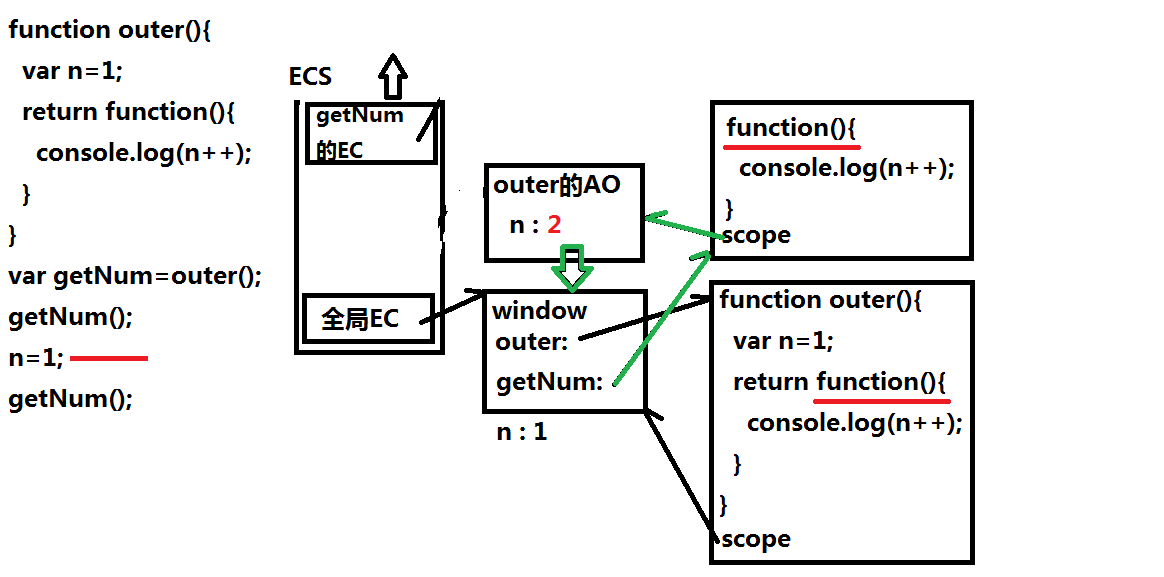 function outer(){
var n=1;
return function(){
console.log(n++);
}
}
var getNum=outer();
getNum();
n=1;
getNum();
ECS
getNum
的EC
全局EC
outer的AO
n : 2
window
outer:
getNum:
n : 1
function(){
console.log(n++);
}
scope
function outer(){
var n=1;
return function(){
console.log(n++);
}
}
scope